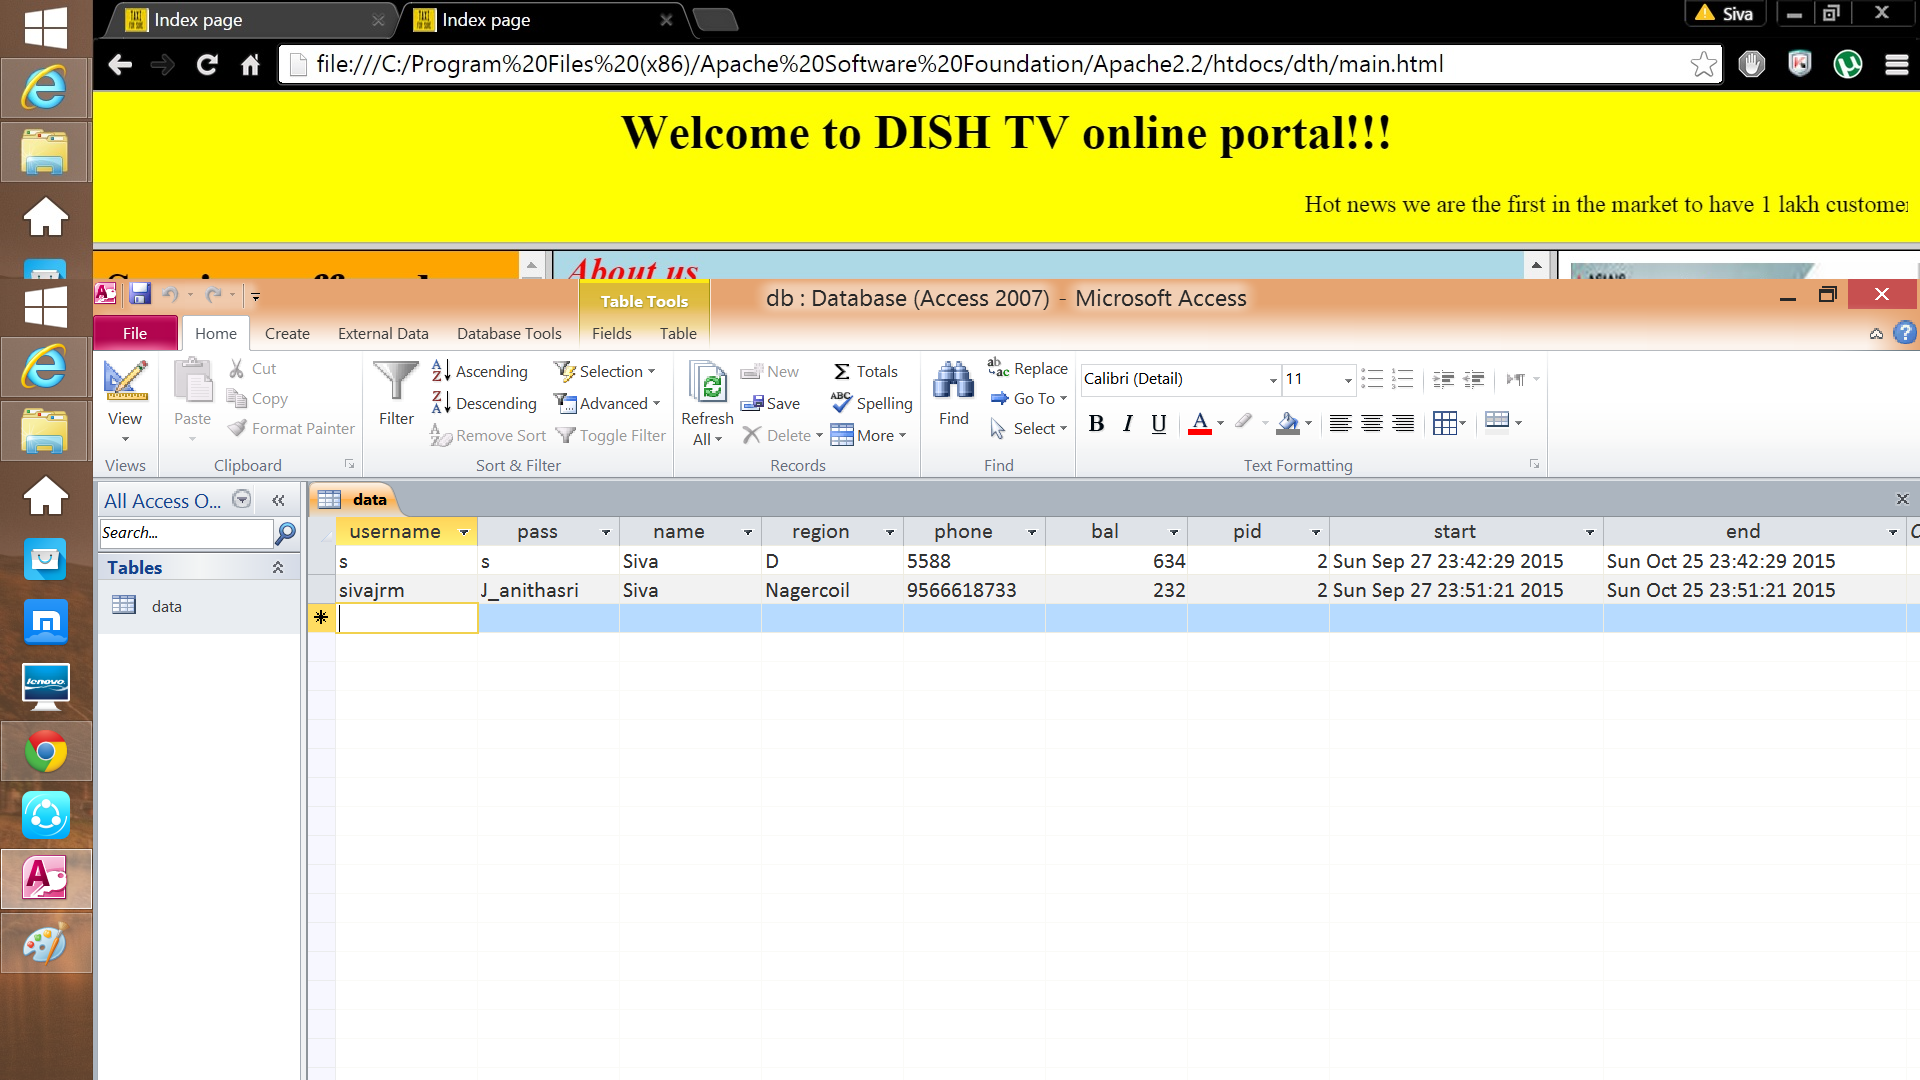 Index page
Index page
Siva
file:///C:/Program%20Files%20(x86)/Apache%20Software%20Foundation/Apache2.2/htdocs/dth/main.html
Welcome to DISH TV online portal!!!
Hot news we are the first in the market to have 1 lakh customer
About us
Table Tools
db : Database (Access 2007) - Microsoft Access
File Home Create External Data Database Tools Fields Table
View
Views
Paste
Cut
Copy
Format Painter
Clipboard
Filter
Ascending
Descending
Remove Sort
Selection
Advanced
Toggle Filter
Sort & Filter
Refresh
All
New
Save
Delete
Totals
Spelling
More
Records
Find
Replace
Go To
Select
Find
Calibri (Detail) 11
B I U A
Text Formatting
All Access O...
Search...
Tables
data
data
username pass name region phone bal pid start end
s s Siva D 5588 634 2 Sun Sep 27 23:42:29 2015 Sun Oct 25 23:42:29 2015
sivajrm J_anithasri Siva Nagercoil 9566618733 232 2 Sun Sep 27 23:51:21 2015 Sun Oct 25 23:51:21 2015
lenovo